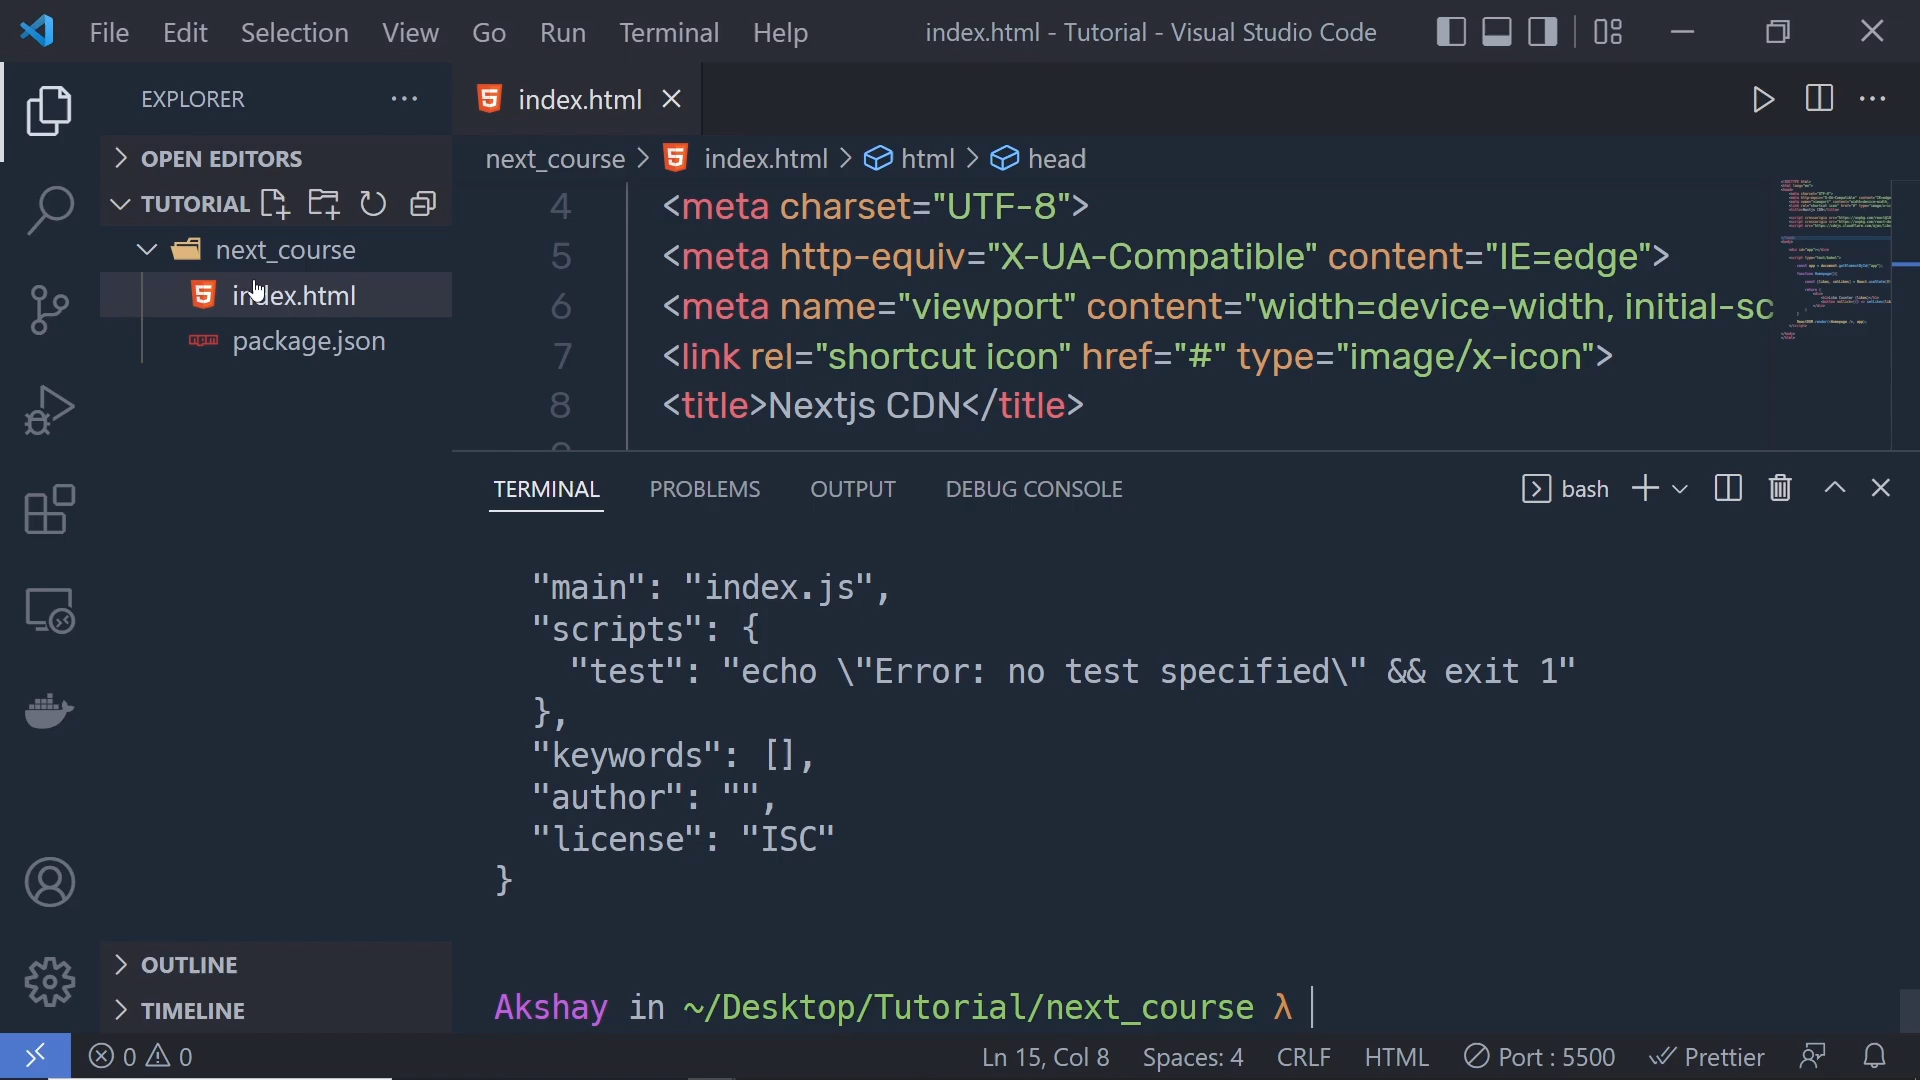 File Edit Selection View Go Run Terminal Help index.html - Tutorial - Visual Studio Code
EXPLORER
OPEN EDITORS
TUTORIAL
next_course
index.html
package.json
OUTLINE
TIMELINE
index.html
next_course > index.html > html > head
4 <meta charset="UTF-8">
5 <meta http-equiv="X-UA-Compatible" content="IE=edge">
6 <meta name="viewport" content="width=device-width, initial-sc
7 <link rel="shortcut icon" href="#" type="image/x-icon">
8 <title>Nextjs CDN</title>
TERMINAL PROBLEMS OUTPUT DEBUG CONSOLE bash
"main": "index.js",
"scripts": {
"test": "echo \"Error: no test specified\" && exit 1"
},
"keywords": [],
"author": "",
"license": "ISC"
}
Akshay in ~/Desktop/Tutorial/next_course λ
0 0 Ln 15, Col 8 Spaces: 4 CRLF HTML Port : 5500 Prettier